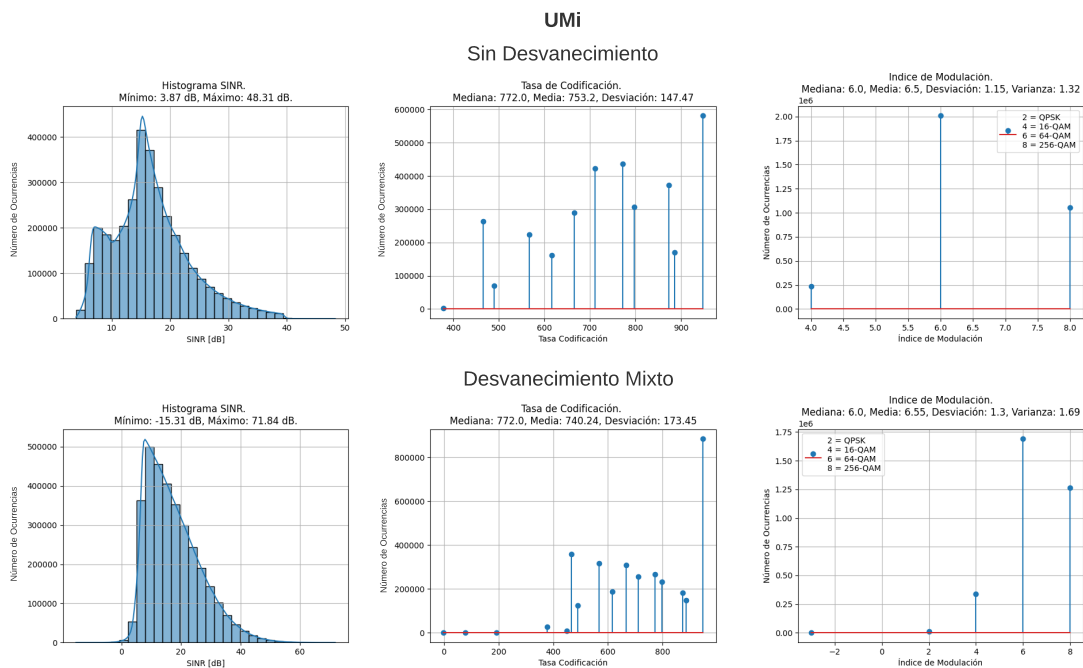 UMi
Sin Desvanecimiento
Histograma SINR.
Mínimo: 3.87 dB, Máximo: 48.31 dB.
Número de Ocurrencias
400000
300000
200000
100000
0
10
20
30
40
50
SINR [dB]
Tasa de Codificación.
Mediana: 772.0, Media: 753.2, Desviación: 147.47
Número de Ocurrencias
600000
500000
400000
300000
200000
100000
0
400
500
600
700
800
900
Tasa Codificación
Indice de Modulación.
Mediana: 6.0, Media: 6.5, Desviación: 1.15, Varianza: 1.32
1e6
Número de Ocurrencias
2.00
1.75
1.50
1.25
1.00
0.75
0.50
0.25
0.00
2 = QPSK
4 = 16-QAM
6 = 64-QAM
8 = 256-QAM
4.0
4.5
5.0
5.5
6.0
6.5
7.0
7.5
8.0
Índice de Modulación
Desvanecimiento Mixto
Histograma SINR.
Mínimo: -15.31 dB, Máximo: 71.84 dB.
Número de Ocurrencias
500000
400000
300000
200000
100000
0
0
20
40
60
SINR [dB]
Tasa de Codificación.
Mediana: 772.0, Media: 740.24, Desviación: 173.45
Número de Ocurrencias
800000
600000
400000
200000
0
0
200
400
600
800
Tasa Codificación
Indice de Modulación.
Mediana: 6.0, Media: 6.55, Desviación: 1.3, Varianza: 1.69
1e6
Número de Ocurrencias
1.75
1.50
1.25
1.00
0.75
0.50
0.25
0.00
2 = QPSK
4 = 16-QAM
6 = 64-QAM
8 = 256-QAM
−2
0
2
4
6
8
Índice de Modulación